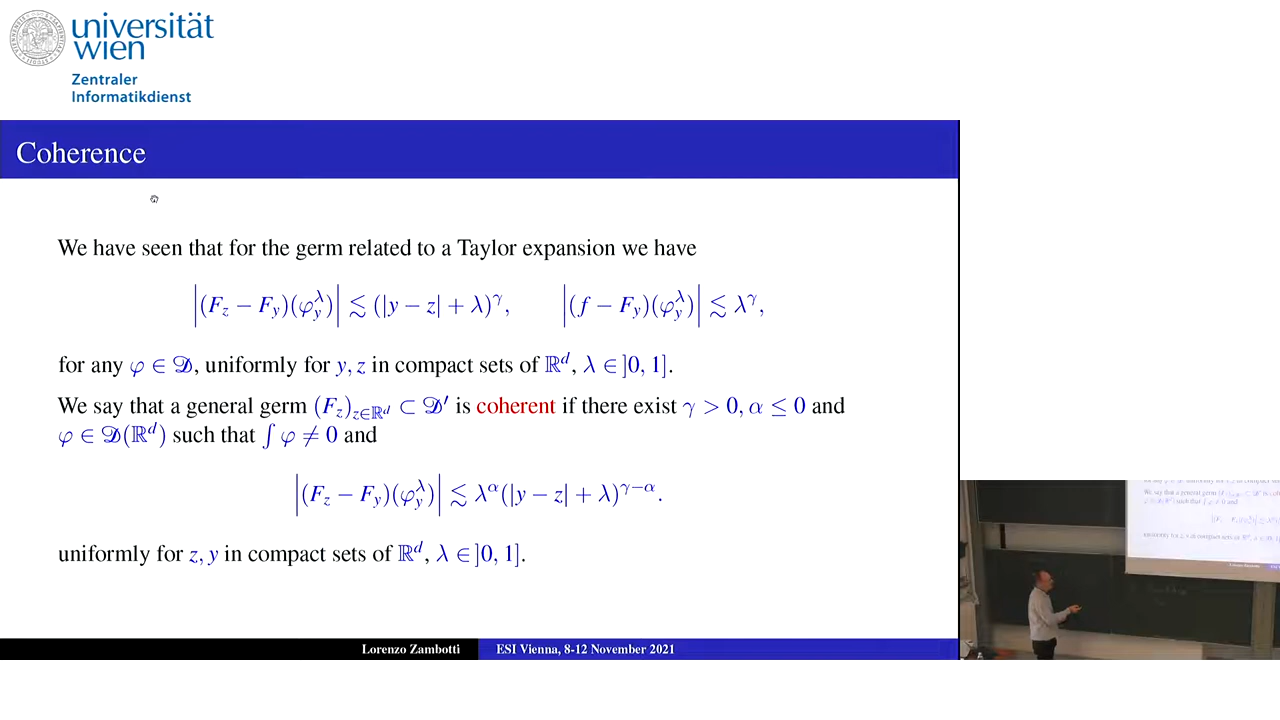 universität
wien
Zentraler
Informatikdienst
Coherence
We have seen that for the germ related to a Taylor expansion we have
|(F_z − F_y)(φ_y^λ)| ≲ (|y − z| + λ)^γ, |(f − F_y)(φ_y^λ)| ≲ λ^γ,
for any φ ∈ 𝒟, uniformly for y, z in compact sets of ℝ^d, λ ∈ ]0, 1].
We say that a general germ (F_z)_{z∈ℝ^d} ⊂ 𝒟′ is coherent if there exist γ > 0, α ≤ 0 and
φ ∈ 𝒟(ℝ^d) such that ∫ φ ≠ 0 and
|(F_z − F_y)(φ_y^λ)| ≲ λ^α(|y − z| + λ)^{γ−α}.
uniformly for z, y in compact sets of ℝ^d, λ ∈ ]0, 1].
Lorenzo Zambotti ESI Vienna, 8-12 November 2021